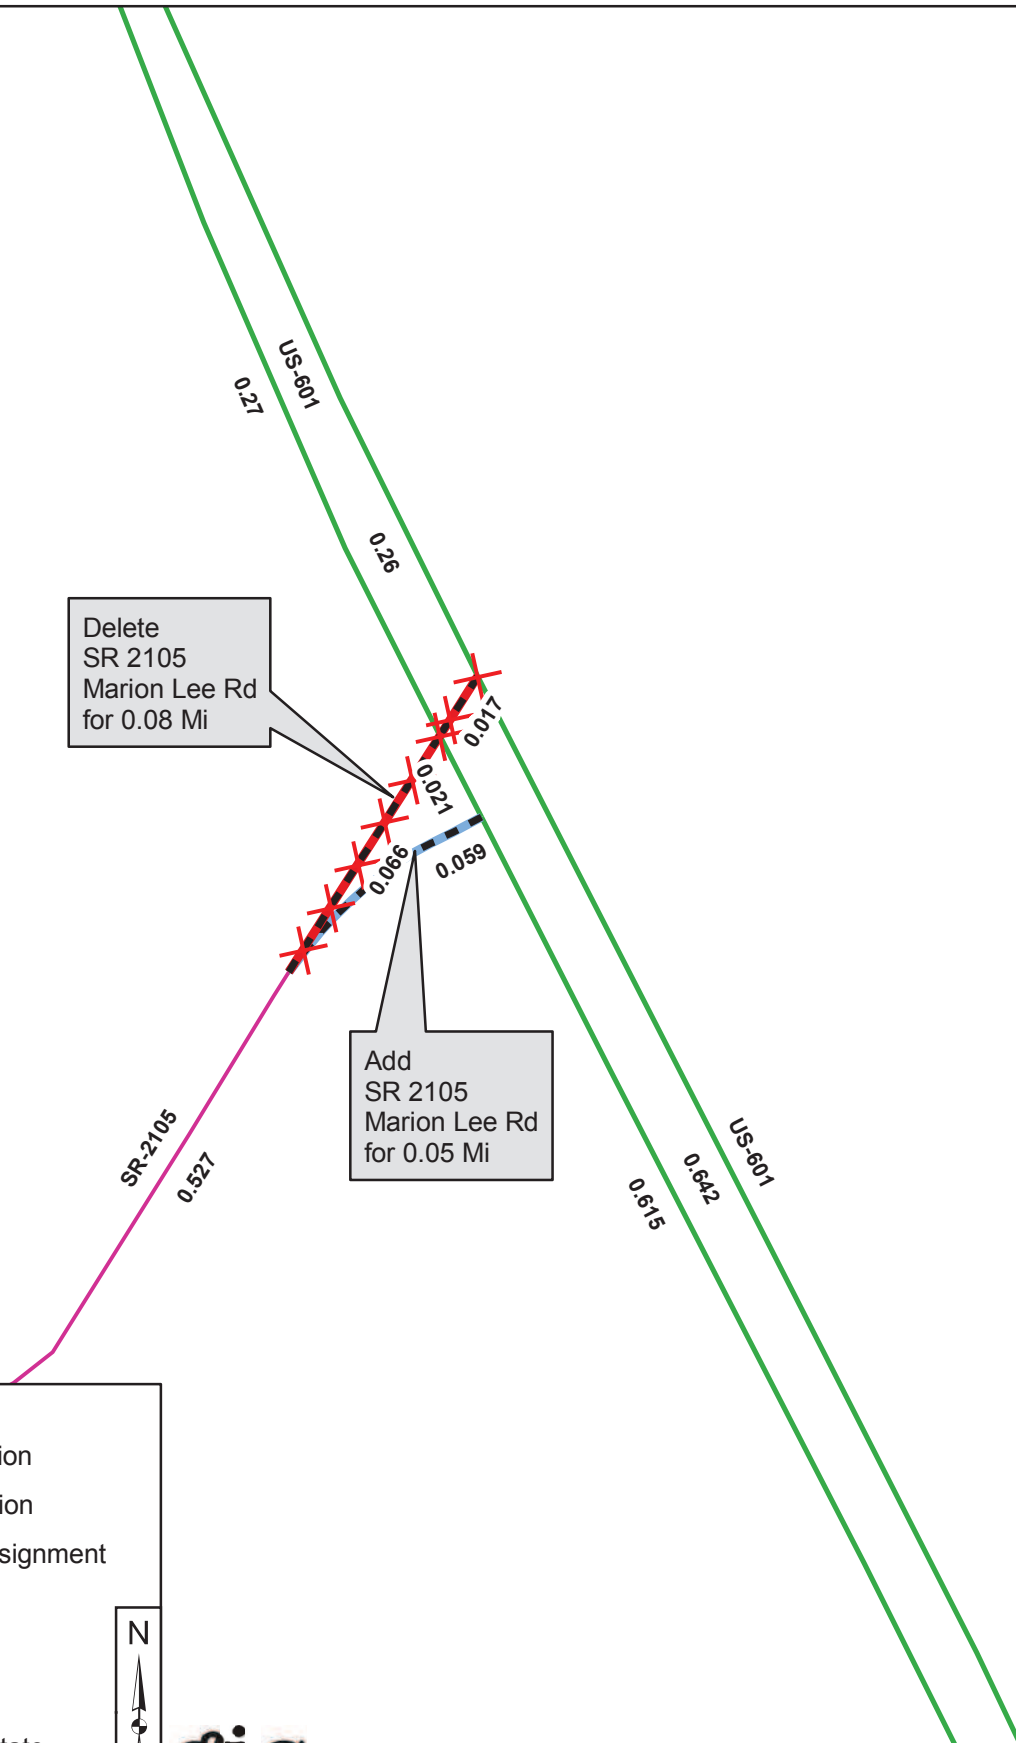 US-601
0.27
0.26
Delete
SR 2105
Marion Lee Rd
for 0.08 Mi
0.017
0.021
0.066
0.059
Add
SR 2105
Marion Lee Rd
for 0.05 Mi
SR-2105
0.527
US-601
0.642
0.615
ion
ion
signment
N